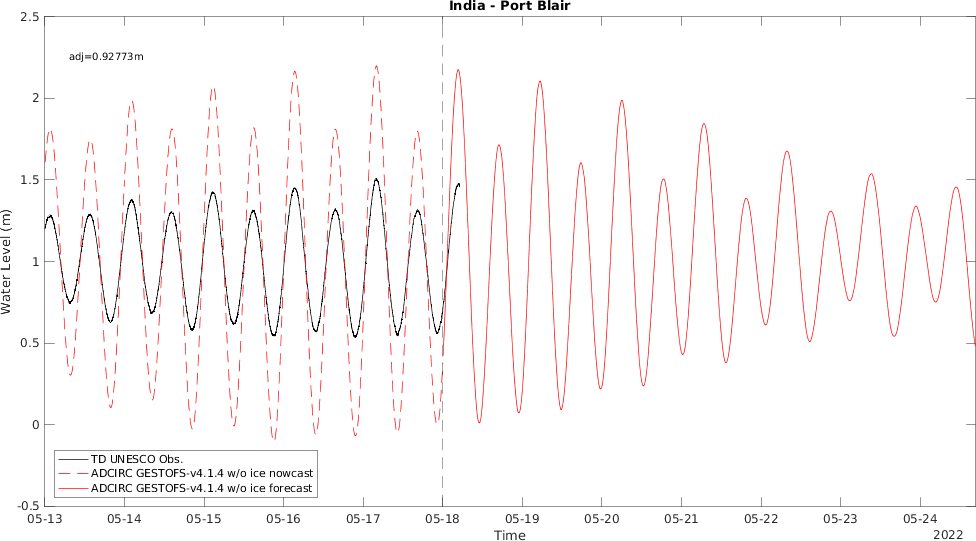 India - Port Blair
2.5
2
1.5
1
0.5
0
-0.5
Water Level (m)
adj=0.92773m
TD UNESCO Obs.
ADCIRC GESTOFS-v4.1.4 w/o ice nowcast
ADCIRC GESTOFS-v4.1.4 w/o ice forecast
05-13 05-14 05-15 05-16 05-17 05-18 05-19 05-20 05-21 05-22 05-23 05-24
Time
2022